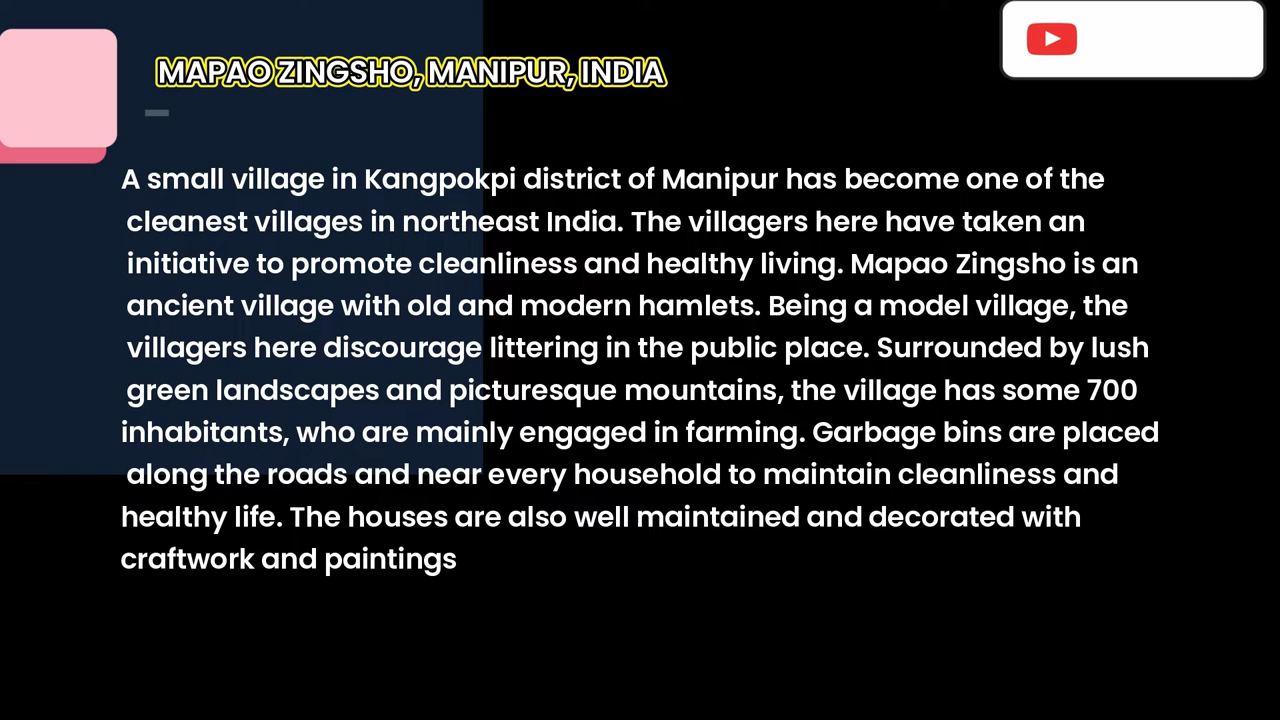 MAPAO ZINGSHO, MANIPUR, INDIA
A small village in Kangpokpi district of Manipur has become one of the
cleanest villages in northeast India. The villagers here have taken an
initiative to promote cleanliness and healthy living. Mapao Zingsho is an
ancient village with old and modern hamlets. Being a model village, the
villagers here discourage littering in the public place. Surrounded by lush
green landscapes and picturesque mountains, the village has some 700
inhabitants, who are mainly engaged in farming. Garbage bins are placed
along the roads and near every household to maintain cleanliness and
healthy life. The houses are also well maintained and decorated with
craftwork and paintings